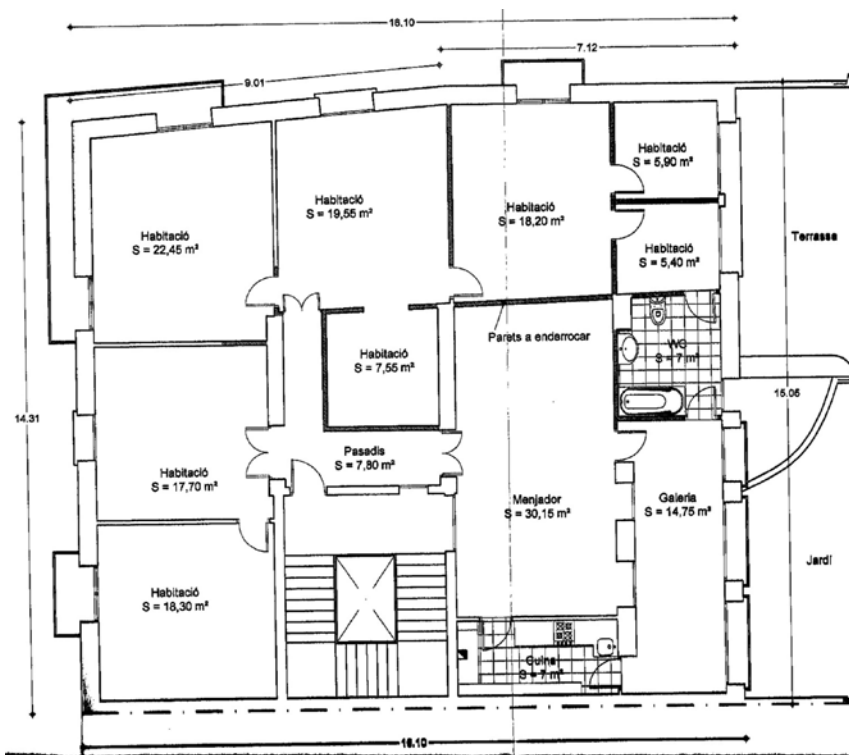 16.10
7.12
9.01
Habitació
S = 5,90 m²
Habitació
S = 19,55 m²
Habitació
S = 18,20 m²
Habitació
S = 22,45 m²
Habitació
S = 5,40 m²
Terrassa
Parets a enderrocar
WC
S = 7 m²
Habitació
S = 7,55 m²
14.31
15.05
Pasadís
S = 7,80 m²
Habitació
S = 17,70 m²
Menjador
S = 30,15 m²
Galeria
S = 14,75 m²
Jardí
Habitació
S = 18,30 m²
Cuina
S = 7 m²
16.10